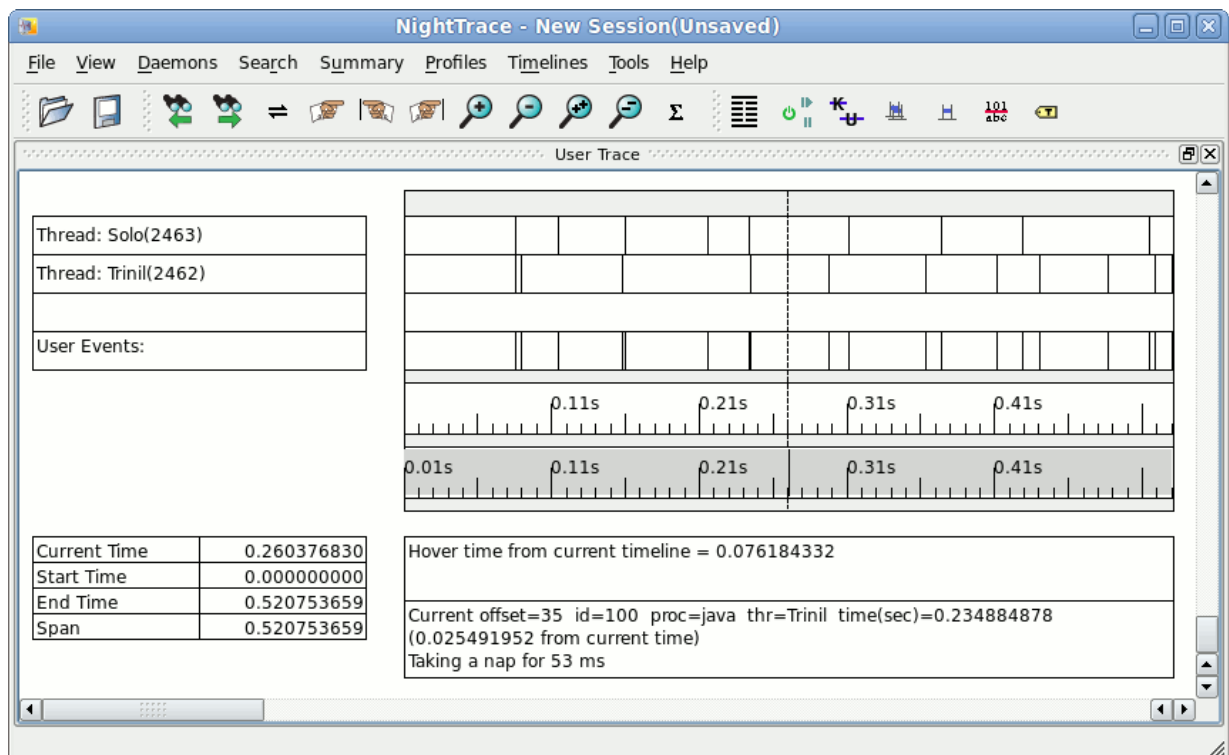 NightTrace - New Session(Unsaved)
File View Daemons Search Summary Profiles Timelines Tools Help
Σ K U 101 abc T
User Trace
Thread: Solo(2463)
Thread: Trinil(2462)
User Events:
0.11s 0.21s 0.31s 0.41s
0.01s 0.11s 0.21s 0.31s 0.41s
Current Time 0.260376830
Start Time 0.000000000
End Time 0.520753659
Span 0.520753659
Hover time from current timeline = 0.076184332
Current offset=35 id=100 proc=java thr=Trinil time(sec)=0.234884878
(0.025491952 from current time)
Taking a nap for 53 ms